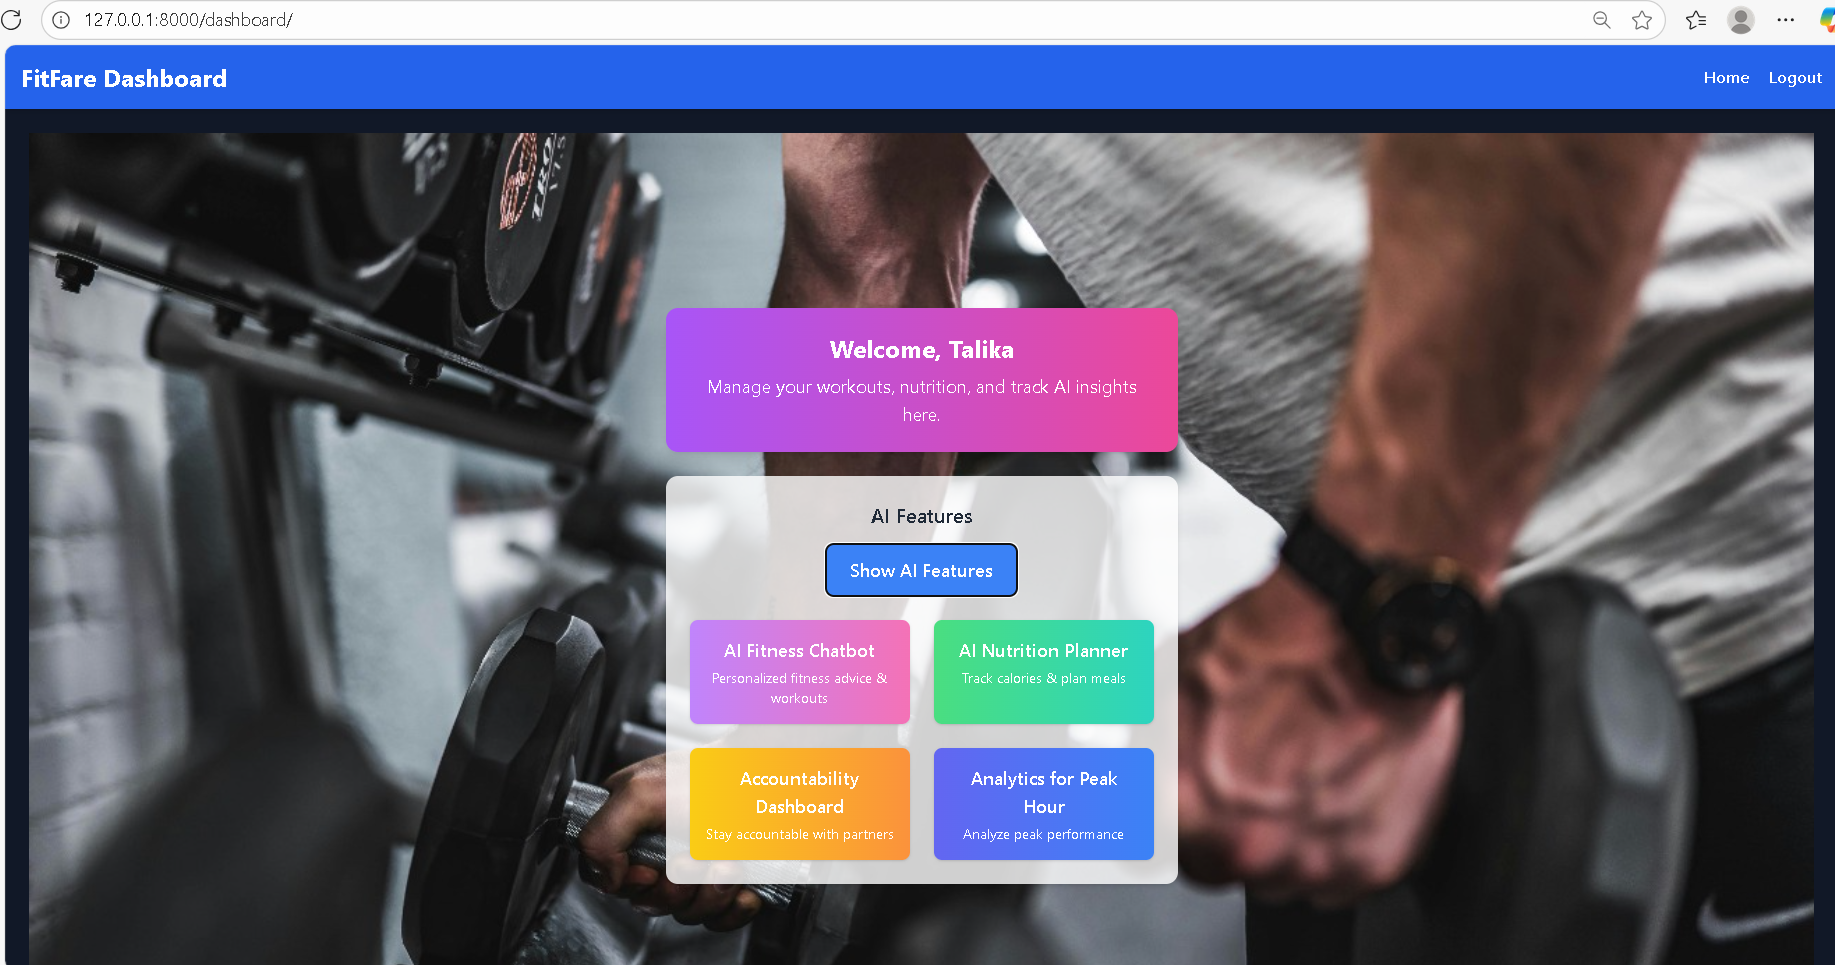 127.0.0.1:8000/dashboard/
FitFare Dashboard
Home
Logout
Welcome, Talika
Manage your workouts, nutrition, and track AI insights
here.
AI Features
Show AI Features
AI Fitness Chatbot
Personalized fitness advice &
workouts
AI Nutrition Planner
Track calories & plan meals
Accountability
Dashboard
Stay accountable with partners
Analytics for Peak
Hour
Analyze peak performance